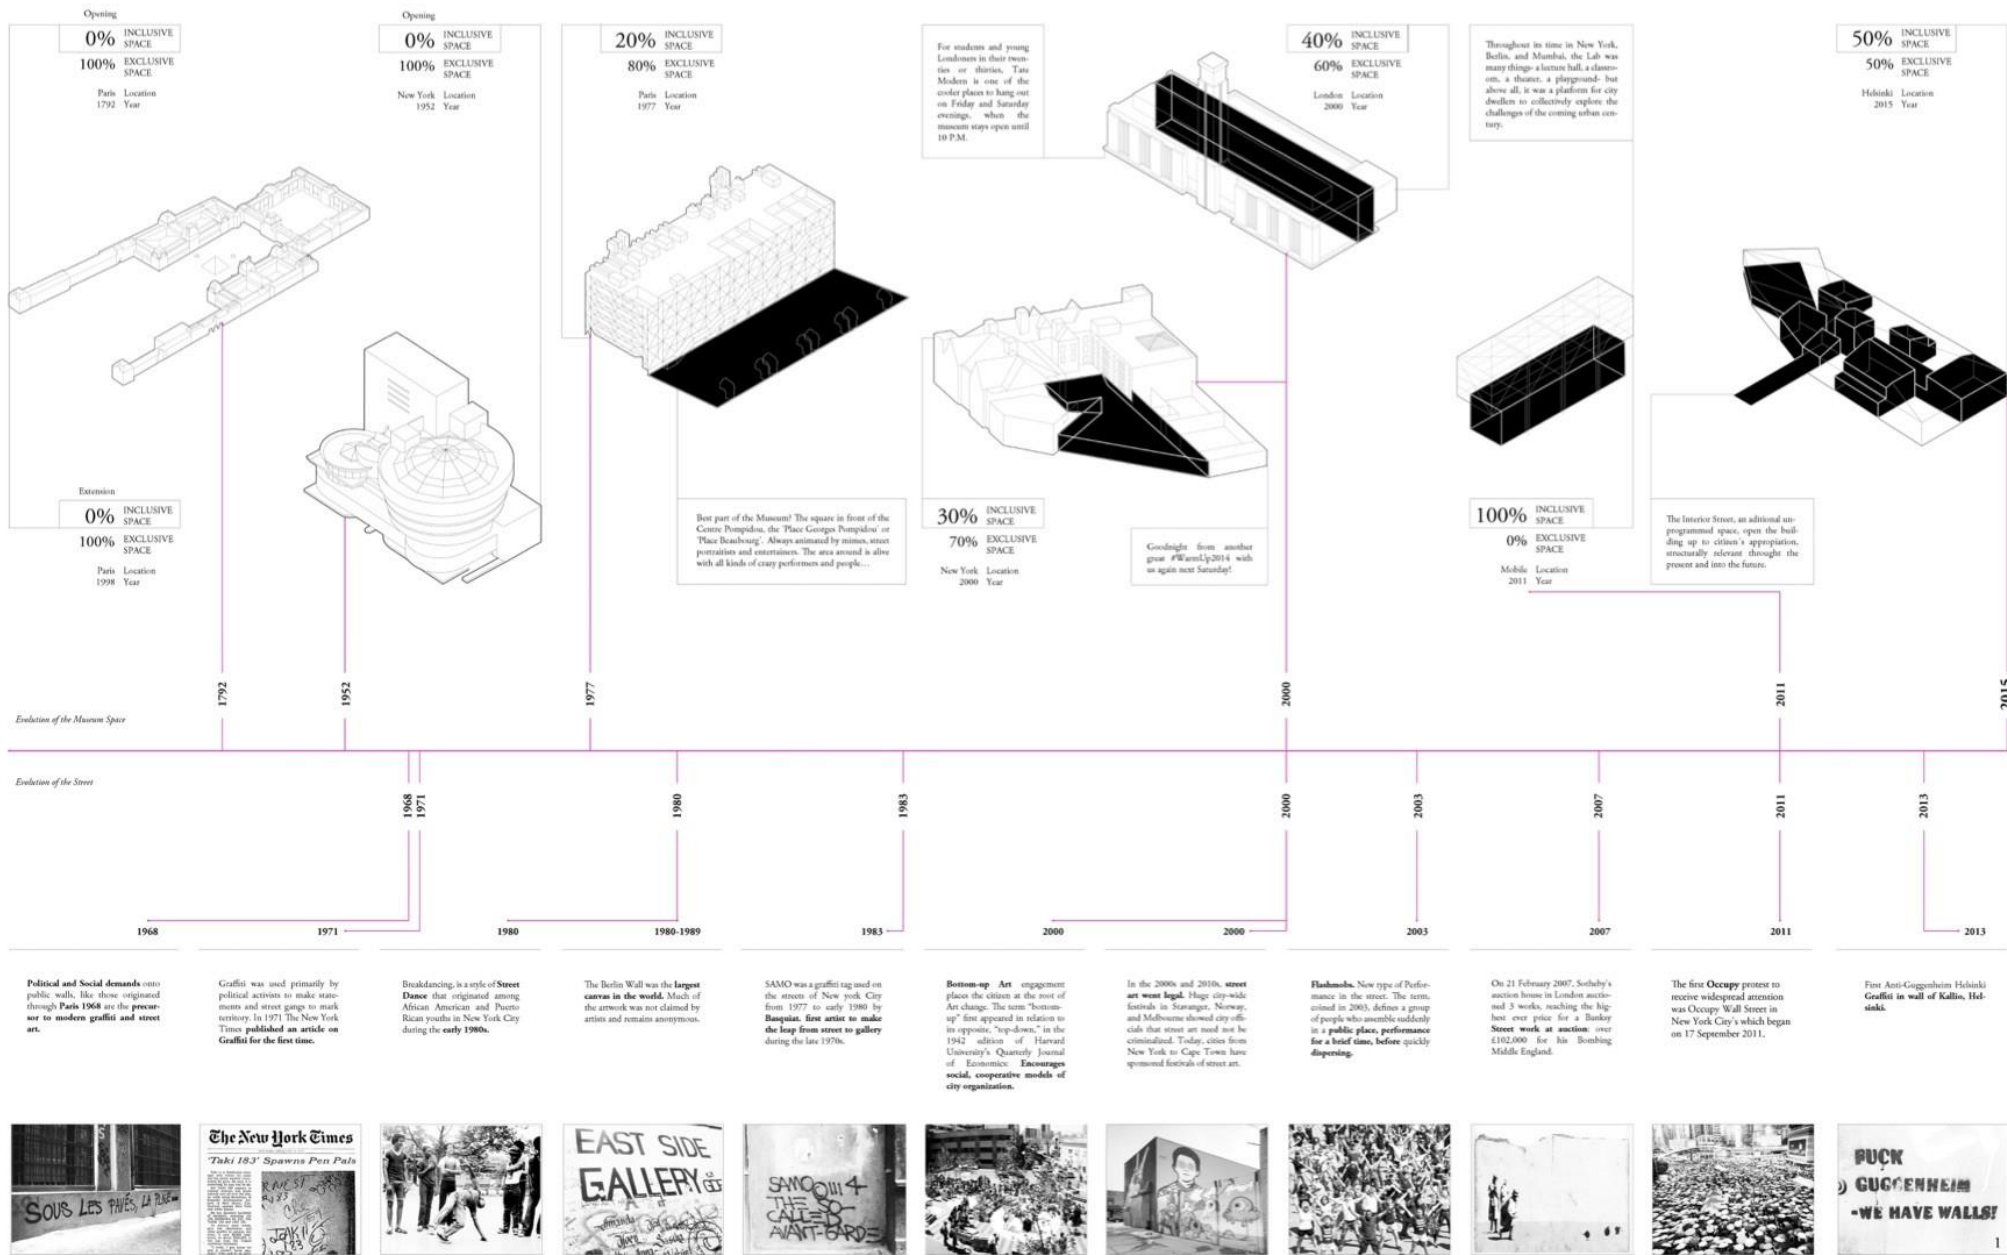 Opening
0% INCLUSIVE SPACE
100% EXCLUSIVE SPACE
Paris Location
1792 Year
Opening
0% INCLUSIVE SPACE
100% EXCLUSIVE SPACE
New York Location
1952 Year
20% INCLUSIVE SPACE
80% EXCLUSIVE SPACE
Paris Location
1977 Year
For students and young
Londoners in their twen-
ties or thirties, Tate
Modern is one of the
cooler places to hang out
on Friday and Saturday
evenings, when the
museum stays open until
10 P.M.
40% INCLUSIVE SPACE
60% EXCLUSIVE SPACE
London Location
2000 Year
Throughout its time in New York,
Berlin, and Mumbai, the Lab was
many things- a lecture hall, a classro-
om, a theater, a playground- but
above all, it was a platform for city
dwellers to collectively explore the
challenges of the coming urban cen-
tury.
50% INCLUSIVE SPACE
50% EXCLUSIVE SPACE
Helsinki Location
2015 Year
Extension
0% INCLUSIVE SPACE
100% EXCLUSIVE SPACE
Paris Location
1998 Year
Best part of the Museum? The square in front of the
Centre Pompidou, the 'Place Georges Pompidou' or
'Place Beaubourg'. Always animated by mimes, street
portraitists and entertainers. The area around is alive
with all kinds of crazy performers and people…
30% INCLUSIVE SPACE
70% EXCLUSIVE SPACE
New York Location
2000 Year
Goodnight from another
great #WarmUp2014 with
us again next Saturday!
100% INCLUSIVE SPACE
0% EXCLUSIVE SPACE
Mobile Location
2011 Year
The Interior Street, an aditional un-
programmed space, open the buil-
ding up to citizen's appropiation,
structurally relevant throught the
present and into the future.
1792
1952
1977
2000
2011
2015
Evolution of the Museum Space
Evolution of the Street
1968
1971
1980
1983
2000
2003
2007
2011
2013
1968
1971
1980
1980-1989
1983
2000
2000
2003
2007
2011
2013
Political and Social demands onto
public walls, like those originated
through Paris 1968 are the precur-
sor to modern graffiti and street
art.
Graffiti was used primarily by
political activists to make state-
ments and street gangs to mark
territory. In 1971 The New York
Times published an article on
Graffiti for the first time.
Breakdancing, is a style of Street
Dance that originated among
African American and Puerto
Rican youths in New York City
during the early 1980s.
The Berlin Wall was the largest
canvas in the world. Much of
the artwork was not claimed by
artists and remains anonymous.
SAMO was a graffiti tag used on
the streets of New york City
from 1977 to early 1980 by
Basquiat, first artist to make
the leap from street to gallery
during the late 1970s.
Bottom-up Art engagement
places the citizen at the root of
Art change. The term "bottom-
up" first appeared in relation to
its opposite, "top-down," in the
1942 edition of Harvard
University's Quarterly Journal
of Economics. Encourages
social, cooperative models of
city organization.
In the 2000s and 2010s, street
art went legal. Huge city-wide
festivals in Stavanger, Norway,
and Melbourne showed city offi-
cials that street art need not be
criminalized. Today, cities from
New York to Cape Town have
sponsored festivals of street art.
Flashmobs. New type of Perfor-
mance in the street. The term,
coined in 2003, defines a group
of people who assemble suddenly
in a public place, performance
for a brief time, before quickly
dispersing.
On 21 February 2007, Sotheby's
auction house in London auctio-
ned 3 works, reaching the hig-
hest ever price for a Banksy
Street work at auction: over
£102,000 for his Bombing
Middle England.
The first Occupy protest to
receive widespread attention
was Occupy Wall Street in
New York City's which began
on 17 September 2011.
First Anti-Guggenheim Helsinki
Graffiti in wall of Kallio, Hel-
sinki.
SOUS LES PAVÉS, LA
The New York Times
'Taki 183' Spawns Pen Pals
EAST SIDE
GALLERY
SAMO
THE
AVANT-GARDE
FUCK
GUGGENHEIM
-WE HAVE WALLS!
1